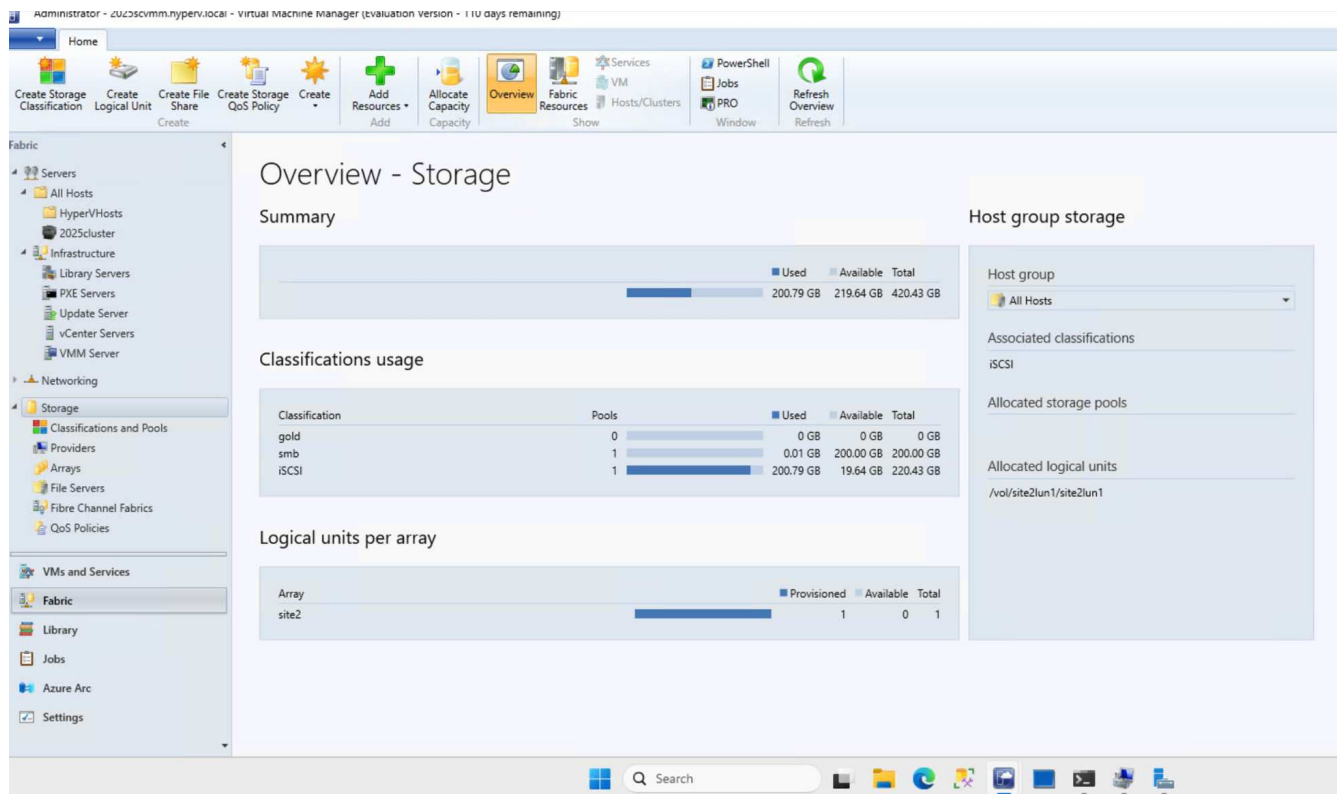 Administrator - 2025scvmm.hyperv.local - Virtual Machine Manager (Evaluation Version - 110 days remaining)
Home
Create Storage Classification
Create Logical Unit
Create File Share
Create Storage QoS Policy
Create
Create
Add Resources
Add
Allocate Capacity
Capacity
Overview
Fabric Resources
Services
VM
Hosts/Clusters
Show
PowerShell
Jobs
PRO
Window
Refresh Overview
Refresh
Fabric
Servers
All Hosts
HyperVHosts
2025cluster
Infrastructure
Library Servers
PXE Servers
Update Server
vCenter Servers
VMM Server
Networking
Storage
Classifications and Pools
Providers
Arrays
File Servers
Fibre Channel Fabrics
QoS Policies
VMs and Services
Fabric
Library
Jobs
Azure Arc
Settings
Overview - Storage
Summary
Used Available Total
200.79 GB 219.64 GB 420.43 GB
Classifications usage
Classification Pools Used Available Total
gold 0 0 GB 0 GB 0 GB
smb 1 0.01 GB 200.00 GB 200.00 GB
iSCSI 1 200.79 GB 19.64 GB 220.43 GB
Logical units per array
Array Provisioned Available Total
site2 1 0 1
Host group storage
Host group
All Hosts
Associated classifications
iSCSI
Allocated storage pools
Allocated logical units
/vol/site2lun1/site2lun1
Search